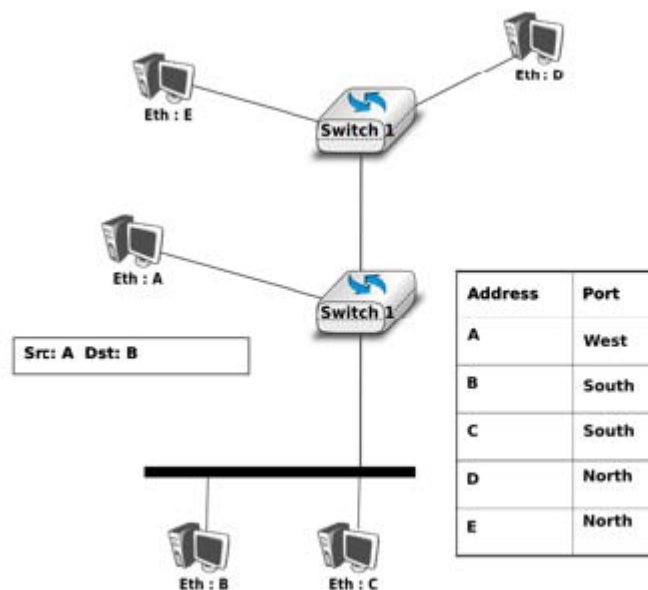 Eth : E
Eth : D
Switch 1
Eth : A
Switch 1
Src: A Dst: B
Address Port
A West
B South
C South
D North
E North
Eth : B
Eth : C